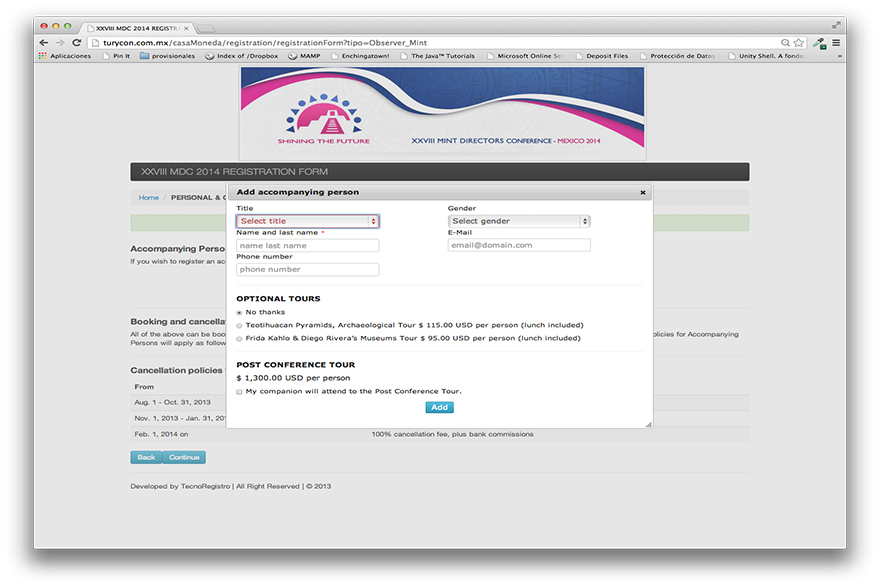 XXVIII MDC 2014 REGISTRA
turycon.com.mx/casaMoneda/registration/registrationForm?tipo=Observer_Mint
Aplicaciones Pin It provisionales Index of /Dropbox MAMP Enchingatown! The Java™ Tutorials Microsoft Online Se Deposit Files Protección de Datos Unity Shell. A fondo. »
SHINING THE FUTURE
XXVIII MINT DIRECTORS CONFERENCE - MEXICO 2014
XXVIII MDC 2014 REGISTRATION FORM
Home / PERSONAL & C
Add accompanying person ×
Title Gender
Select title Select gender
Name and last name * E-Mail
name last name email@domain.com
Phone number
phone number
Accompanying Perso
If you wish to register an ac
OPTIONAL TOURS
No thanks
Teotihuacan Pyramids, Archaeological Tour $ 115.00 USD per person (lunch included)
Frida Kahlo & Diego Rivera's Museums Tour $ 95.00 USD per person (lunch included)
Booking and cancella
All of the above can be boo olicies for Accompanying
Persons will apply as follow
POST CONFERENCE TOUR
$ 1,300.00 USD per person
My companion will attend to the Post Conference Tour.
Add
Cancellation policies
From
Aug. 1 - Oct. 31, 2013
Nov. 1, 2013 - Jan. 31, 20
Feb. 1, 2014 on 100% cancellation fee, plus bank commissions
Back Continue
Developed by TecnoRegistro | All Right Reserved | © 2013